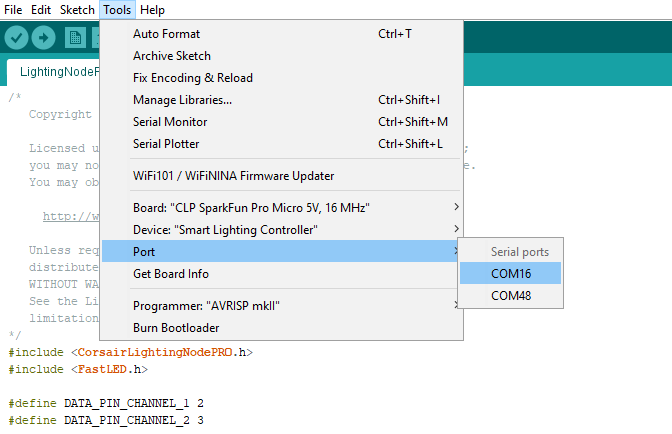 File Edit Sketch Tools Help
Auto Format Ctrl+T
Archive Sketch
Fix Encoding & Reload
Manage Libraries... Ctrl+Shift+I
Serial Monitor Ctrl+Shift+M
Serial Plotter Ctrl+Shift+L
WiFi101 / WiFiNINA Firmware Updater
Board: "CLP SparkFun Pro Micro 5V, 16 MHz"
Device: "Smart Lighting Controller"
Port
Get Board Info
Programmer: "AVRISP mkII"
Burn Bootloader
Serial ports
COM16
COM48
LightingNodeP
/*
Copyright
Licensed u ;
you may no e.
You may ob
http://w
Unless req
distribute
WITHOUT WA
See the Li
limitation
*/
#include <CorsairLightingNodePRO.h>
#include <FastLED.h>
#define DATA_PIN_CHANNEL_1 2
#define DATA_PIN_CHANNEL_2 3